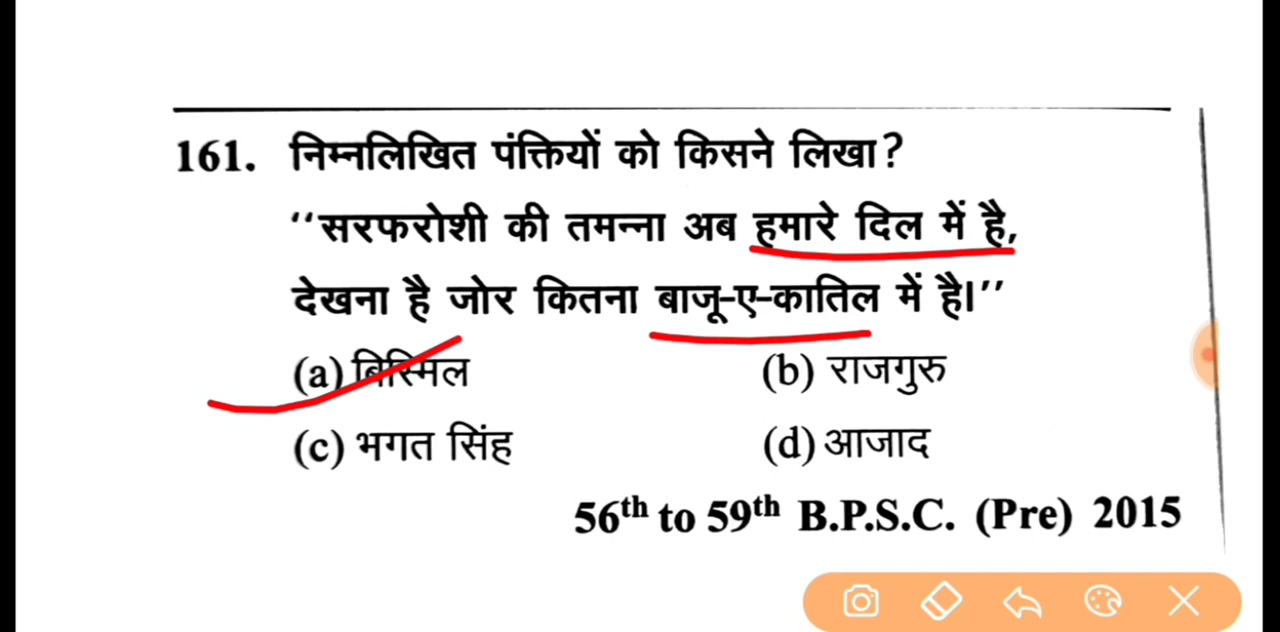 161. निम्नलिखित पंक्तियों को किसने लिखा?
‘‘सरफरोशी की तमन्ना अब हमारे दिल में है,
देखना है जोर कितना बाजू-ए-कातिल में है।’’
(a) बिस्मिल (b) राजगुरु
(c) भगत सिंह (d) आजाद
56th to 59th B.P.S.C. (Pre) 2015